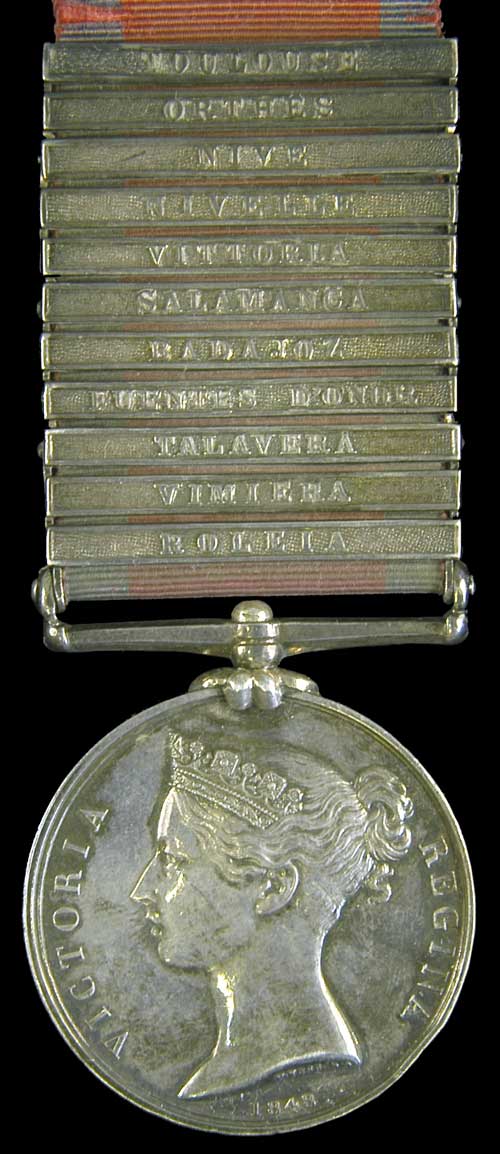 TOULOUSE
ORTHES
NIVE
NIVELLE
VITTORIA
SALAMANCA
BADAJOZ
FUENTES D'ONOR
TALAVERA
VIMIERA
ROLEIA
VICTORIA REGINA
1848